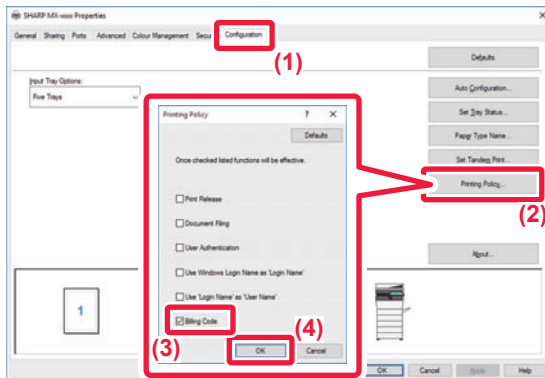 SHARP MX-xxxx Properties
General Sharing Ports Advanced Colour Management Secu Configuration
(1)
Defaults
Input Tray Options:
Five Trays
Auto Configuration...
Set Tray Status...
Paper Type Name...
Set Tandem Print...
Printing Policy...
(2)
About...
Printing Policy ? X
Defaults
Once checked listed functions will be effective.
Print Release
Document Filing
User Authentication
Use Windows Login Name as 'Login Name'
Use 'Login Name' as 'User Name'
Billing Code
(3)
(4)
OK Cancel
1
OK Cancel Apply Help